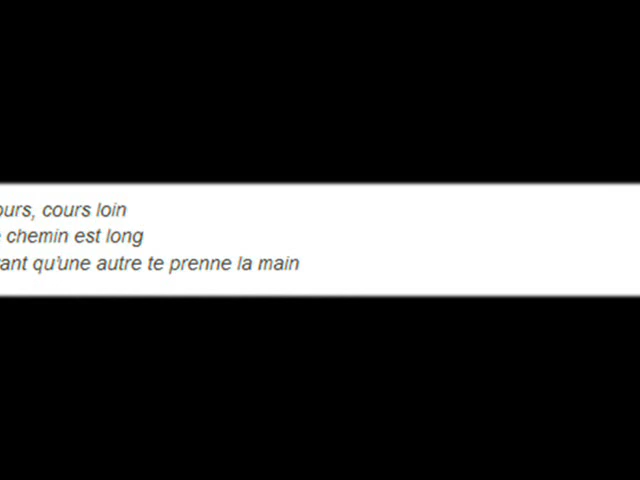 ours, cours loin
chemin est long
ant qu'une autre te prenne la main